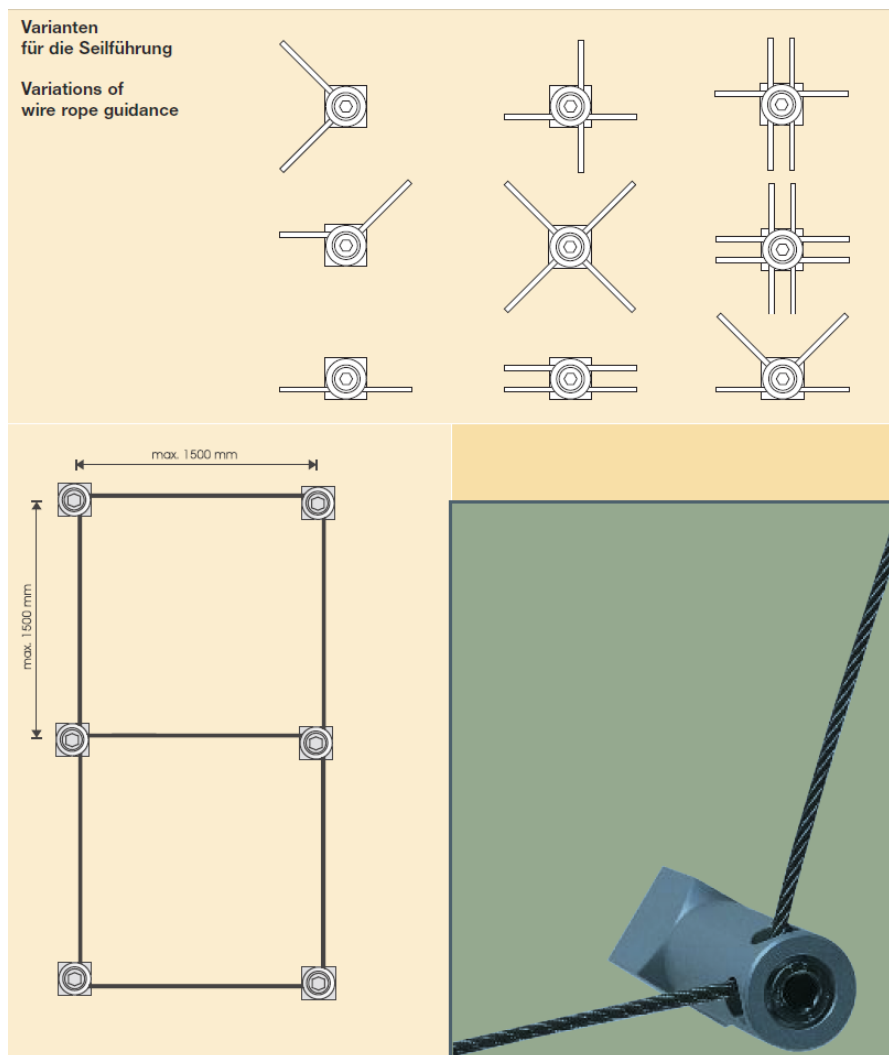 Varianten
für die Seilführung
Variations of
wire rope guidance
max. 1500 mm
max. 1500 mm